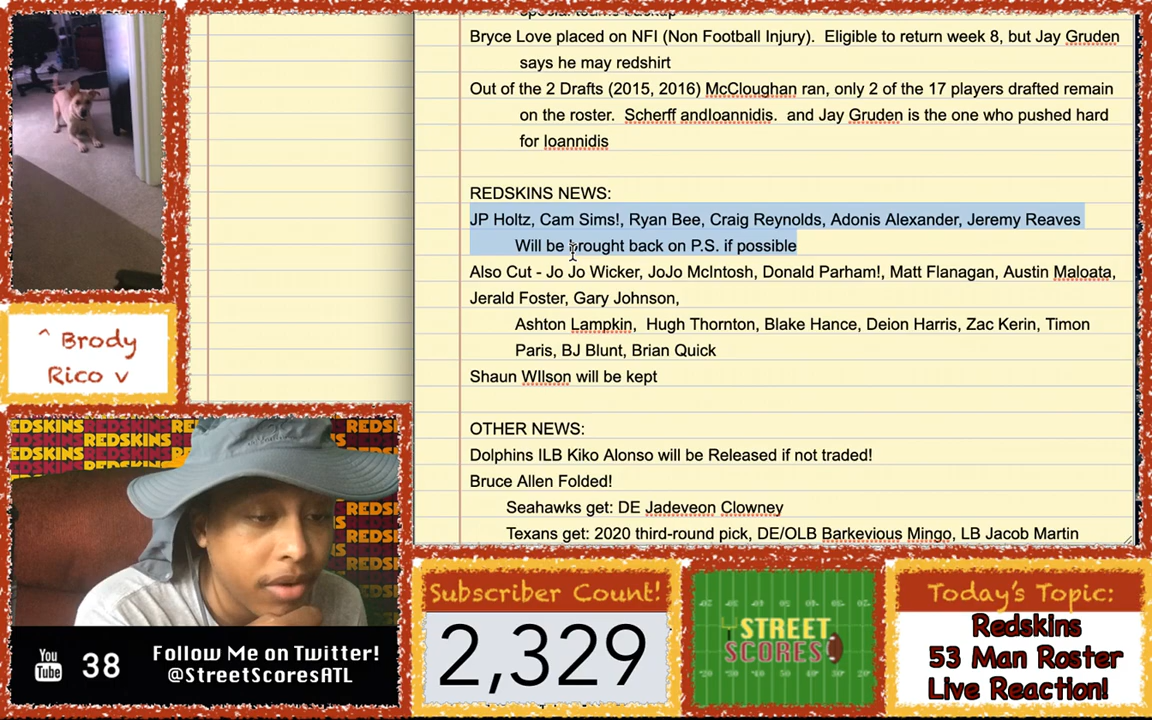 Bryce Love placed on NFI (Non Football Injury).  Eligible to return week 8, but Jay Gruden
says he may redshirt
Out of the 2 Drafts (2015, 2016) McCloughan ran, only 2 of the 17 players drafted remain
on the roster.  Scherff andIoannidis.  and Jay Gruden is the one who pushed hard
for Ioannidis
REDSKINS NEWS:
JP Holtz, Cam Sims!, Ryan Bee, Craig Reynolds, Adonis Alexander, Jeremy Reaves
Will be brought back on P.S. if possible
Also Cut - Jo Jo Wicker, JoJo McIntosh, Donald Parham!, Matt Flanagan, Austin Maloata,
Jerald Foster, Gary Johnson,
Ashton Lampkin,  Hugh Thornton, Blake Hance, Deion Harris, Zac Kerin, Timon
Paris, BJ Blunt, Brian Quick
Shaun WIlson will be kept
OTHER NEWS:
Dolphins ILB Kiko Alonso will be Released if not traded!
Bruce Allen Folded!
Seahawks get: DE Jadeveon Clowney
Texans get: 2020 third-round pick, DE/OLB Barkevious Mingo, LB Jacob Martin
^ Brody
Rico v
REDSKINS
REDSKINS
You
Tube
38
Follow Me on Twitter!
@StreetScoresATL
Subscriber Count!
2,329
STREET
SCORES
Today's Topic:
Redskins
53 Man Roster
Live Reaction!